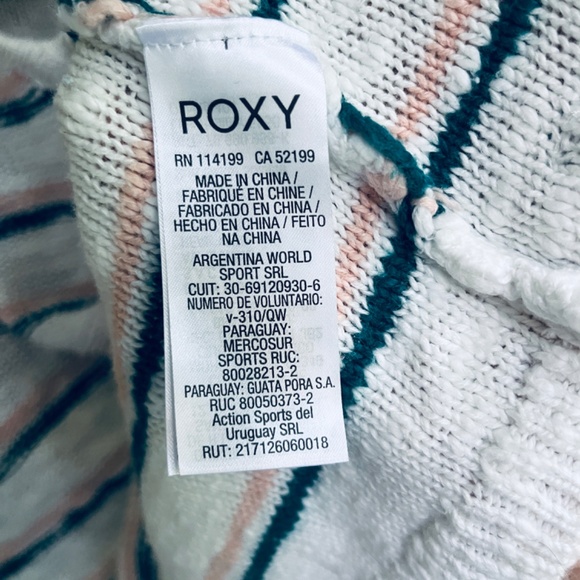 ROXY
RN 114199 CA 52199
MADE IN CHINA /
FABRIQUÉ EN CHINE /
FABRICADO EN CHINA /
HECHO EN CHINA / FEITO
NA CHINA
ARGENTINA WORLD
SPORT SRL
CUIT: 30-69120930-6
NUMERO DE VOLUNTARIO:
v-310/QW
PARAGUAY:
MERCOSUR
SPORTS RUC:
80028213-2
PARAGUAY: GUATA PORA S.A.
RUC 80050373-2
Action Sports del
Uruguay SRL
RUT: 217126060018